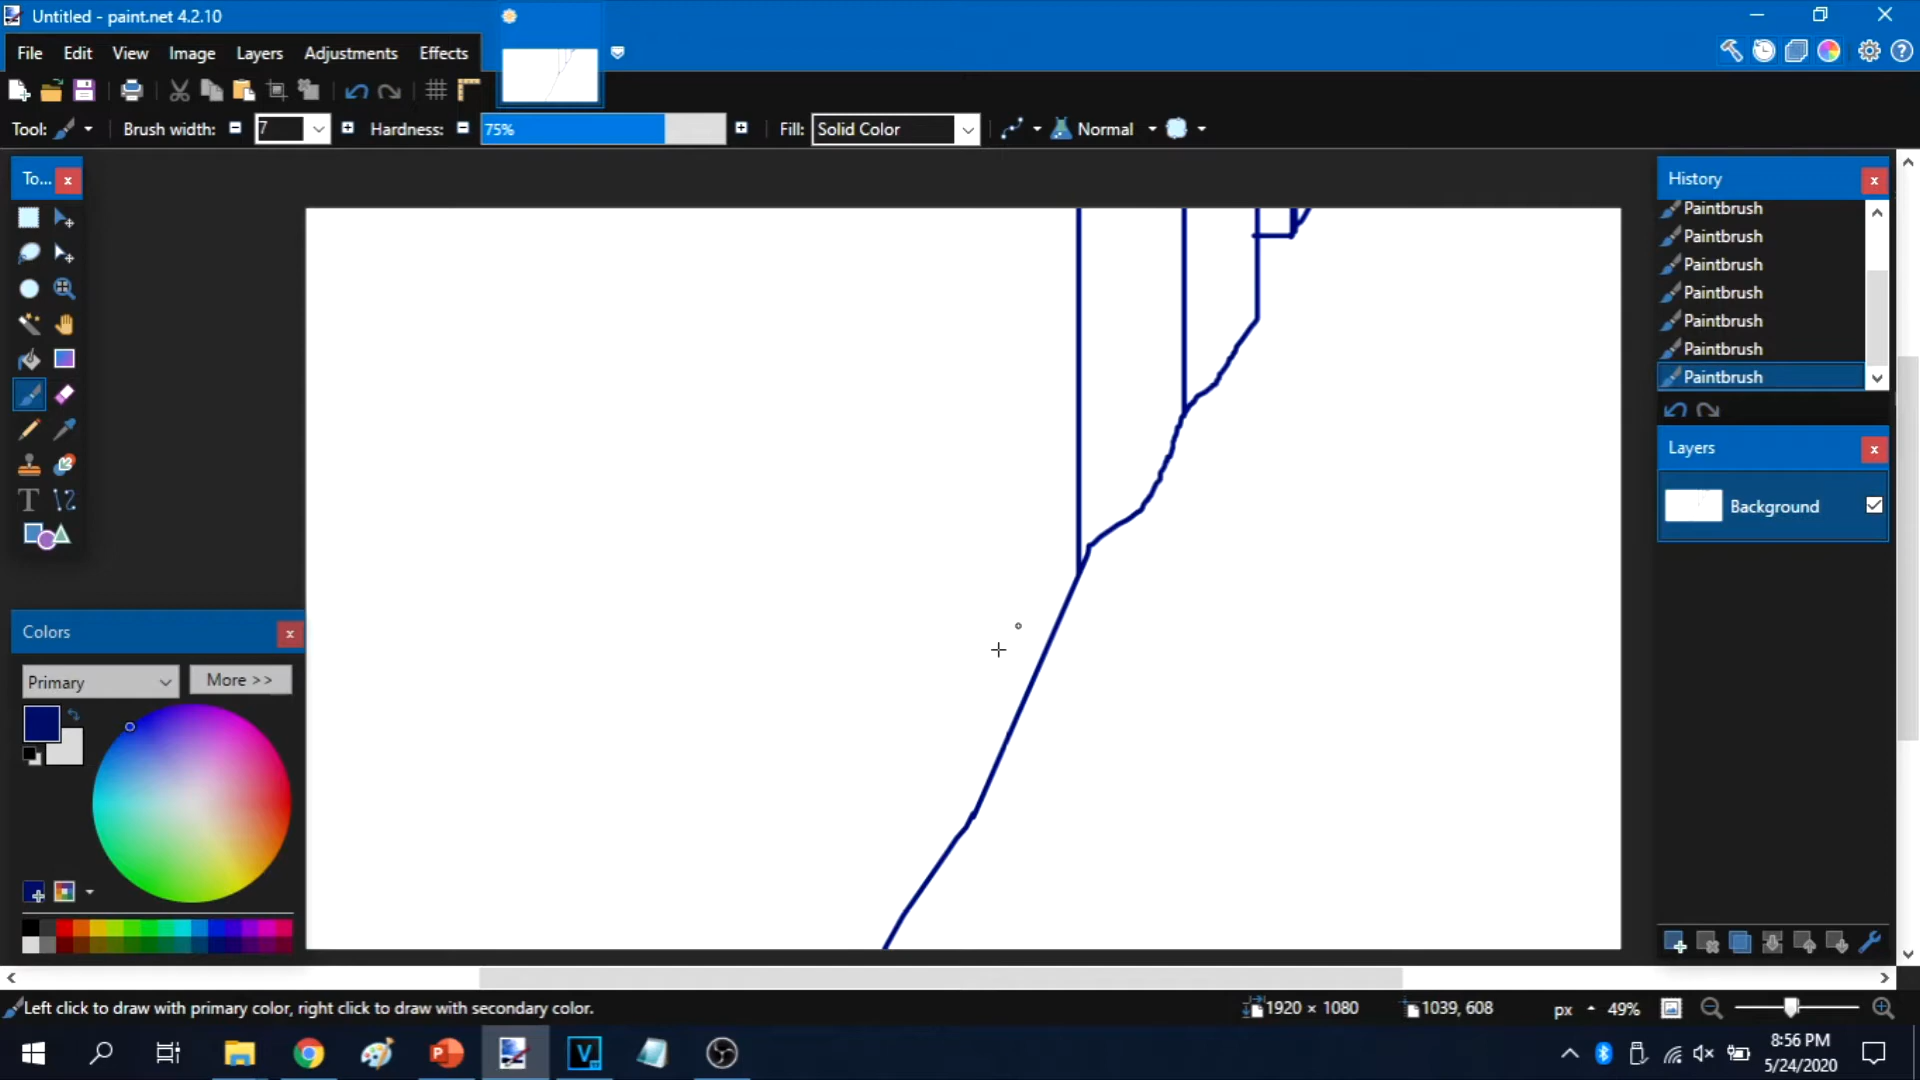 Untitled - paint.net 4.2.10
File Edit View Image Layers Adjustments Effects
Tool: Brush width: 7 Hardness: 75% Fill: Solid Color Normal
To...
History
Paintbrush
Paintbrush
Paintbrush
Paintbrush
Paintbrush
Paintbrush
Paintbrush
Layers
Background
Colors
Primary More >>
Left click to draw with primary color, right click to draw with secondary color. 1920 × 1080 1039, 608 px 49%
8:56 PM
5/24/2020